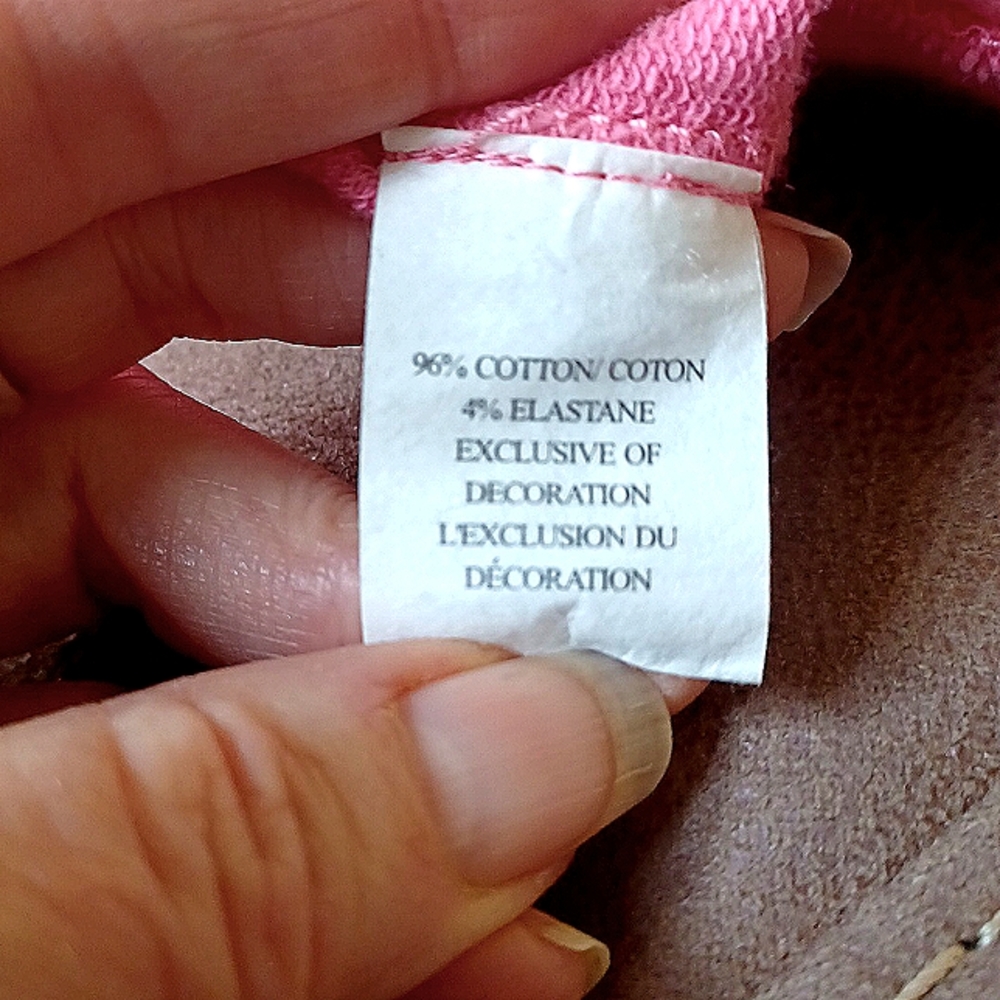 96% COTTON/ COTON
4% ELASTANE
EXCLUSIVE OF
DECORATION
L'EXCLUSION DU
DÉCORATION